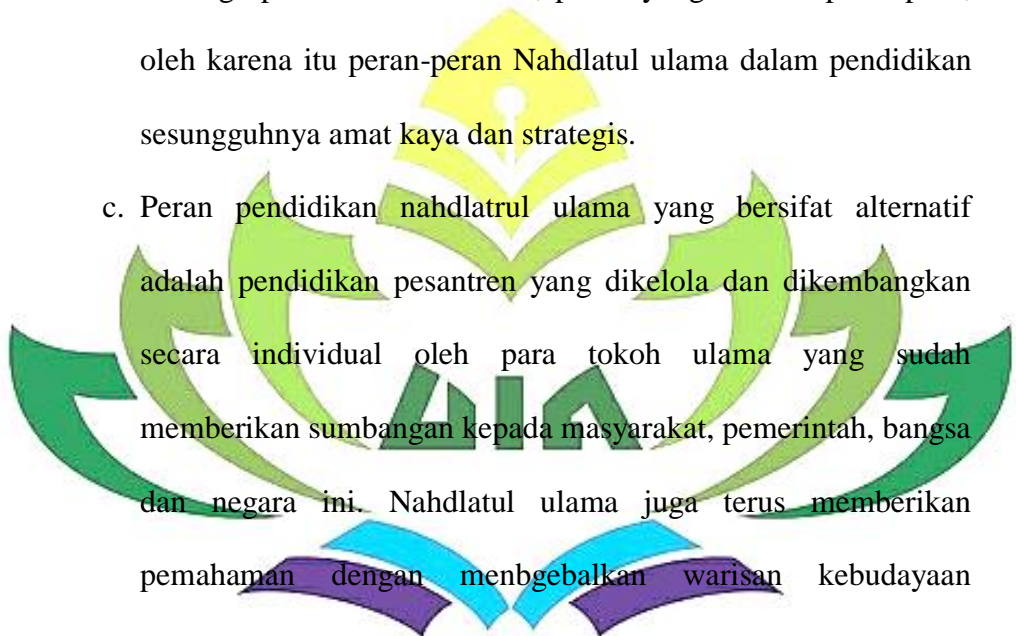 oleh karena itu peran-peran Nahdlatul ulama dalam pendidikan
sesungguhnya amat kaya dan strategis.
c. Peran pendidikan nahdlatrul ulama yang bersifat alternatif
adalah pendidikan pesantren yang dikelola dan dikembangkan
secara individual oleh para tokoh ulama yang sudah
UIN
memberikan sumbangan kepada masyarakat, pemerintah, bangsa
dan negara ini. Nahdlatul ulama juga terus memberikan
pemahaman dengan menbgebalkan warisan kebudayaan